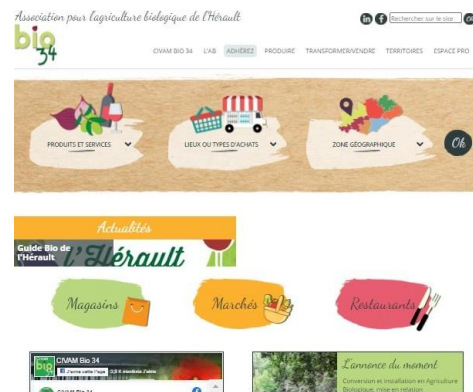 Association pour l'agriculture biologique de l'Hérault
in f Rechercher sur le site
bio 34
CIVAM BIO 34 L'AB ADHÉREZ PRODUIRE TRANSFORMER/VENDRE TERRITOIRES ESPACE PRO
PRODUITS ET SERVICES LIEUX OU TYPES D'ACHATS ZONE GÉOGRAPHIQUE Ok
Actualités
Guide Bio de
l'Hérault
l'Hérault
Magasins Marchés Restaurants
CIVAM Bio 34
J'aime cette Page
L'annonce du moment
Conversion et installation en Agriculture
Biologique, mise en relation